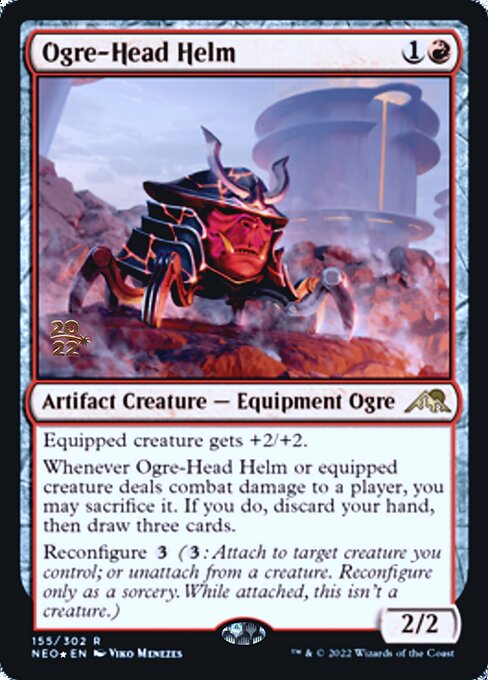 Ogre-Head Helm 1
20
22
Artifact Creature — Equipment Ogre
Equipped creature gets +2/+2.
Whenever Ogre-Head Helm or equipped
creature deals combat damage to a player, you
may sacrifice it. If you do, discard your hand,
then draw three cards.
Reconfigure 3 (3: Attach to target creature you
control; or unattach from a creature. Reconfigure
only as a sorcery. While attached, this isn't a
creature.)
2/2
155/302 R
NEO★EN Viko Menezes
™ & © 2022 Wizards of the Coast